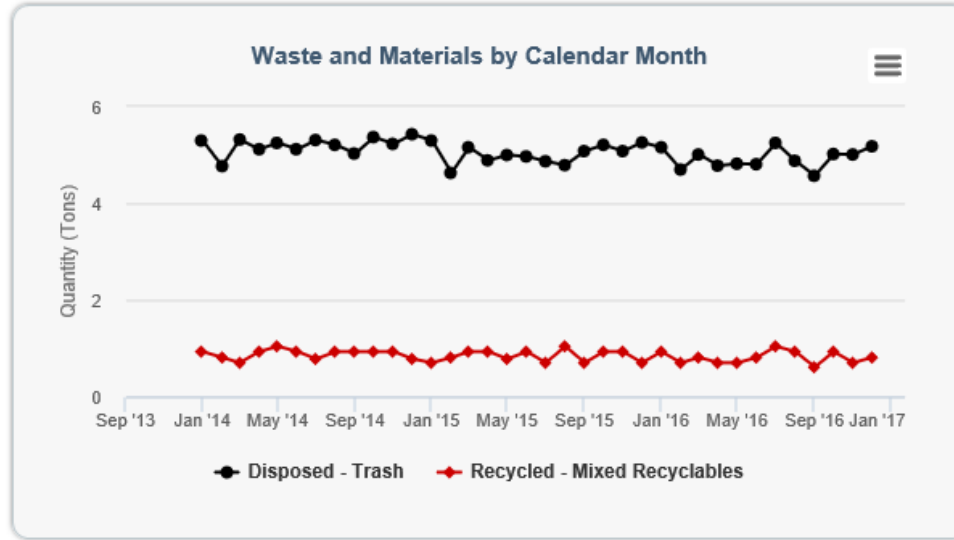 Waste and Materials by Calendar Month
6
4
2
0
Quantity (Tons)
Sep '13 Jan '14 May '14 Sep '14 Jan '15 May '15 Sep '15 Jan '16 May '16 Sep '16 Jan '17
Disposed - Trash Recycled - Mixed Recyclables